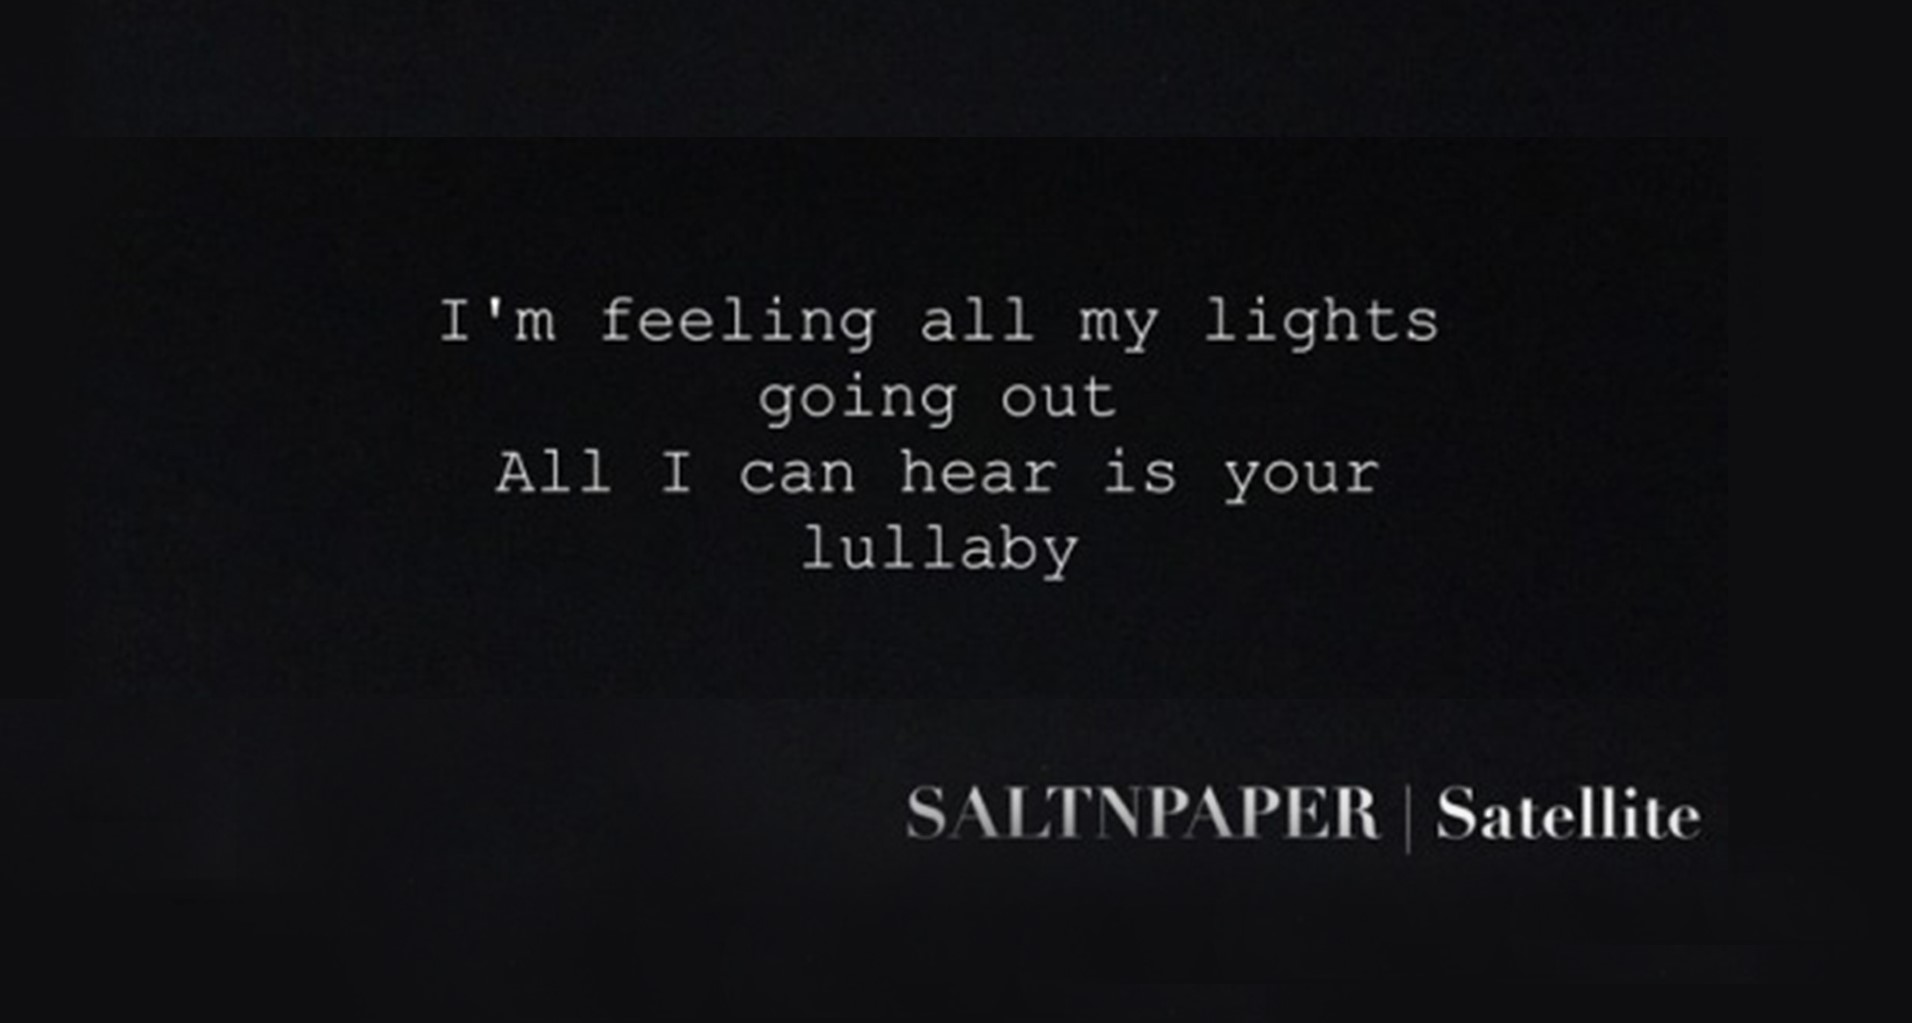 I'm feeling all my lights
going out
All I can hear is your
lullaby
SALTNPAPER | Satellite